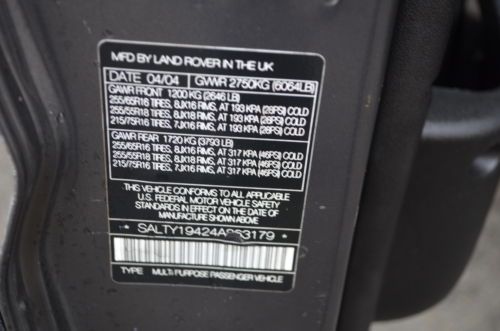 MFD BY LAND ROVER IN THE UK
DATE 04/04 GVWR 2750KG (6064LB)
GAWR FRONT 1200 KG (2646 LB)
255/65R16 TIRES, 8JX16 RIMS, AT 193 KPA (28PSI) COLD
255/55R18 TIRES, 8JX18 RIMS, AT 193 KPA (28PSI) COLD
215/75R16 TIRES, 7JX16 RIMS, AT 193 KPA (28PSI) COLD
GAWR REAR 1720 KG (3793 LB)
255/65R16 TIRES, 8JX16 RIMS, AT 317 KPA (46PSI) COLD
255/55R18 TIRES, 8JX18 RIMS, AT 317 KPA (46PSI) COLD
215/75R16 TIRES, 7JX16 RIMS, AT 317 KPA (46PSI) COLD
THIS VEHICLE CONFORMS TO ALL APPLICABLE
U.S. FEDERAL MOTOR VEHICLE SAFETY
STANDARDS IN EFFECT ON THE DATE OF
MANUFACTURE SHOWN ABOVE
TYPE MULTI-PURPOSE PASSENGER VEHICLE